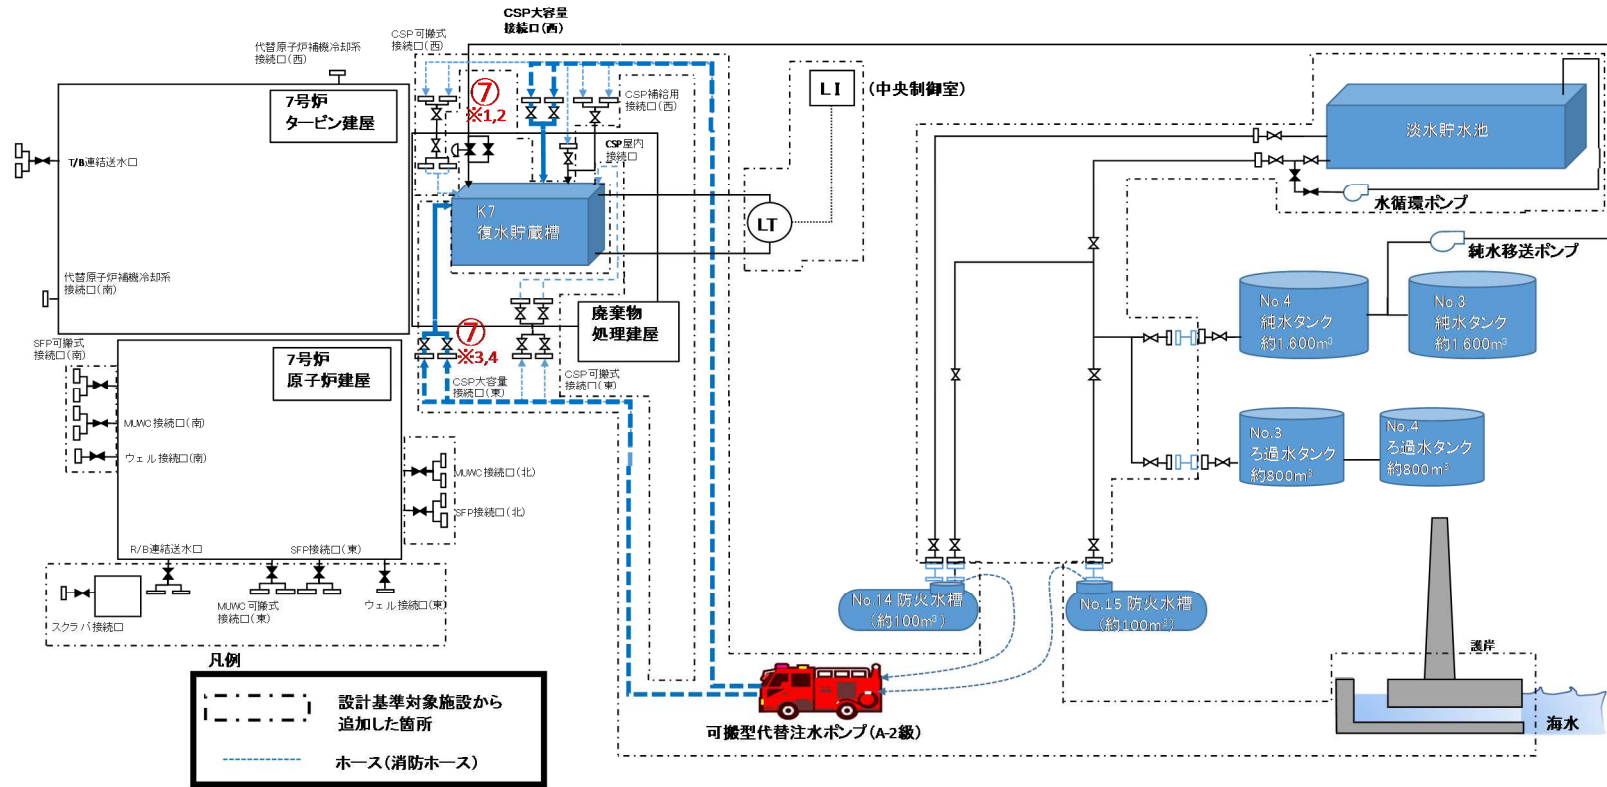 CSP大容量
接続口(西)
CSP可搬式
接続口(西)
代替原子炉補機冷却系
接続口(西)
7号炉
タービン建屋
⑦
※1,2
CSP補給用
接続口(西)
CSP屋内
接続口
LI
(中央制御室)
淡水貯水池
T/B連結送水口
K7
復水貯蔵槽
LT
水循環ポンプ
純水移送ポンプ
代替原子炉補機冷却系
接続口(南)
No.4
純水タンク
約1,600m³
No.3
純水タンク
約1,600m³
廃棄物
処理建屋
⑦
※3,4
SFP可搬式
接続口(南)
7号炉
原子炉建屋
CSP大容量
接続口(東)
CSP可搬式
接続口(東)
MUWC接続口(南)
ウェル接続口(南)
No.3
ろ過水タンク
約800m³
No.4
ろ過水タンク
約800m³
MUWC接続口(北)
SFP接続口(北)
R/B連結送水口
SFP接続口(東)
MUWC可搬式
接続口(東)
ウェル接続口(東)
スクラバ接続口
No.14 防火水槽
(約100m³)
No.15 防火水槽
(約100m³)
護岸
海水
可搬型代替注水ポンプ(A-2級)
凡例
設計基準対象施設から
追加した箇所
ホース(消防ホース)